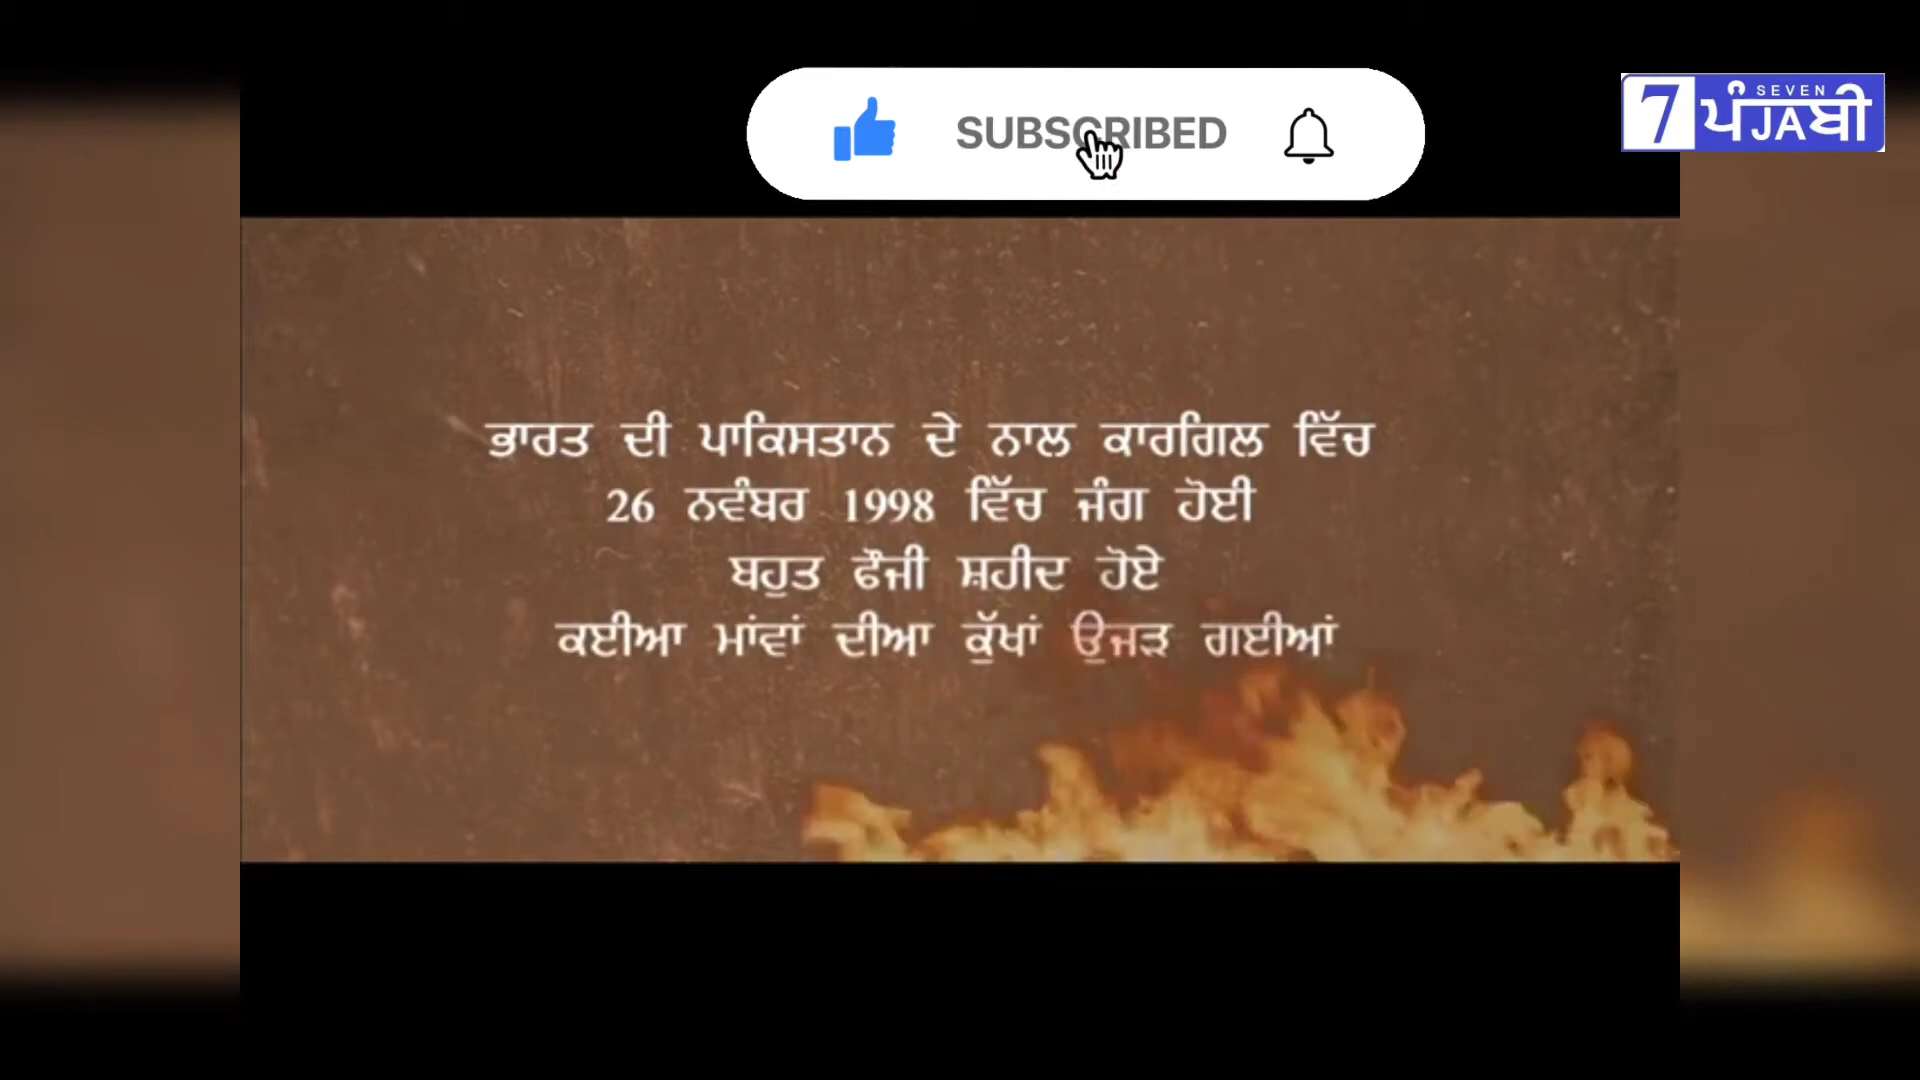 SUBSCRIBED
7 SEVEN
ਪੰJAਬੀ
ਭਾਰਤ ਦੀ ਪਾਕਿਸਤਾਨ ਦੇ ਨਾਲ ਕਾਰਗਿਲ ਵਿੱਚ
26 ਨਵੰਬਰ 1998 ਵਿੱਚ ਜੰਗ ਹੋਈ
ਬਹੁਤ ਫੌਜੀ ਸ਼ਹੀਦ ਹੋਏ
ਕਈਆ ਮਾਂਵਾਂ ਦੀਆ ਕੁੱਖਾਂ ਉਜੜ ਗਈਆਂ